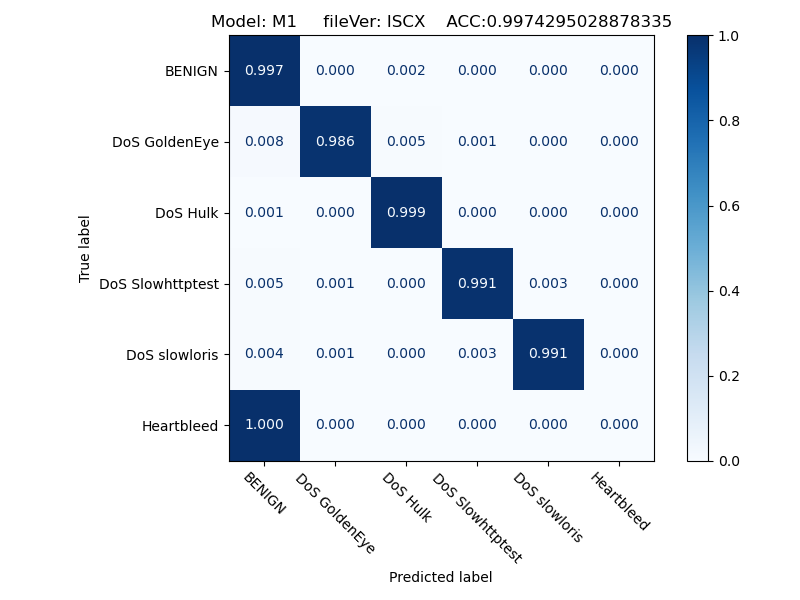 Model: M1 fileVer: ISCX ACC:0.9974295028878335
True label
BENIGN 0.997 0.000 0.002 0.000 0.000 0.000
DoS GoldenEye 0.008 0.986 0.005 0.001 0.000 0.000
DoS Hulk 0.001 0.000 0.999 0.000 0.000 0.000
DoS Slowhttptest 0.005 0.001 0.000 0.991 0.003 0.000
DoS slowloris 0.004 0.001 0.000 0.003 0.991 0.000
Heartbleed 1.000 0.000 0.000 0.000 0.000 0.000
BENIGN DoS GoldenEye DoS Hulk DoS Slowhttptest DoS slowloris Heartbleed
Predicted label
1.0
0.8
0.6
0.4
0.2
0.0